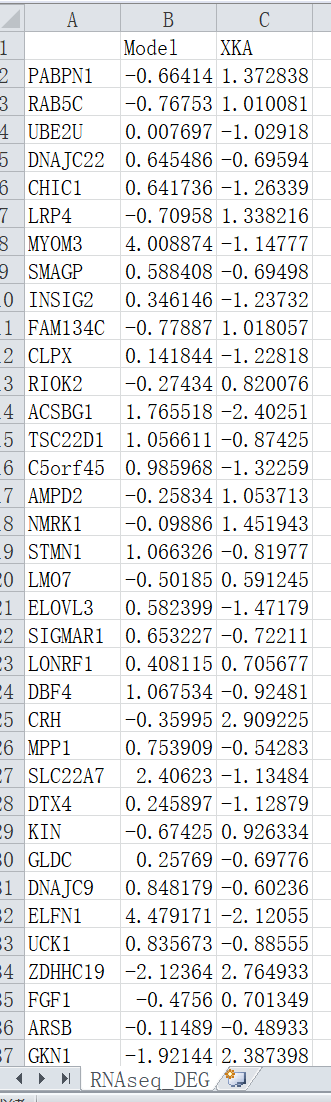 A B C
1 Model XKA
2 PABPN1 -0.66414 1.372838
3 RAB5C -0.76753 1.010081
4 UBE2U 0.007697 -1.02918
5 DNAJC22 0.645486 -0.69594
6 CHIC1 0.641736 -1.26339
7 LRP4 -0.70958 1.338216
8 MYOM3 4.008874 -1.14777
9 SMAGP 0.588408 -0.69498
10 INSIG2 0.346146 -1.23732
11 FAM134C -0.77887 1.018057
12 CLPX 0.141844 -1.22818
13 RIOK2 -0.27434 0.820076
14 ACSBG1 1.765518 -2.40251
15 TSC22D1 1.056611 -0.87425
16 C5orf45 0.985968 -1.32259
17 AMPD2 -0.25834 1.053713
18 NMRK1 -0.09886 1.451943
19 STMN1 1.066326 -0.81977
20 LMO7 -0.50185 0.591245
21 ELOVL3 0.582399 -1.47179
22 SIGMAR1 0.653227 -0.72211
23 LONRF1 0.408115 0.705677
24 DBF4 1.067534 -0.92481
25 CRH -0.35995 2.909225
26 MPP1 0.753909 -0.54283
27 SLC22A7 2.40623 -1.13484
28 DTX4 0.245897 -1.12879
29 KIN -0.67425 0.926334
30 GLDC 0.25769 -0.69776
31 DNAJC9 0.848179 -0.60236
32 ELFN1 4.479171 -2.12055
33 UCK1 0.835673 -0.88555
34 ZDHHC19 -2.12364 2.764933
35 FGF1 -0.4756 0.701349
36 ARSB -0.11489 -0.48933
37 GKN1 -1.92144 2.387398
RNAseq_DEG